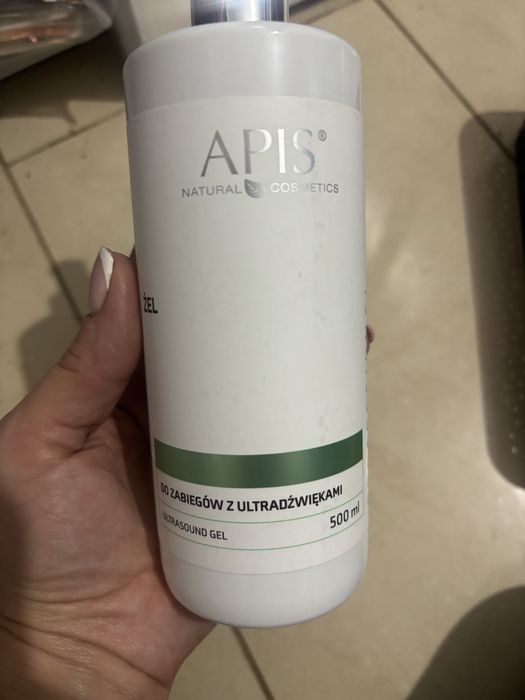 APIS®
NATURAL COSMETICS
ŻEL
DO ZABIEGÓW Z ULTRADŹWIĘKAMI
ULTRASOUND GEL
500 ml